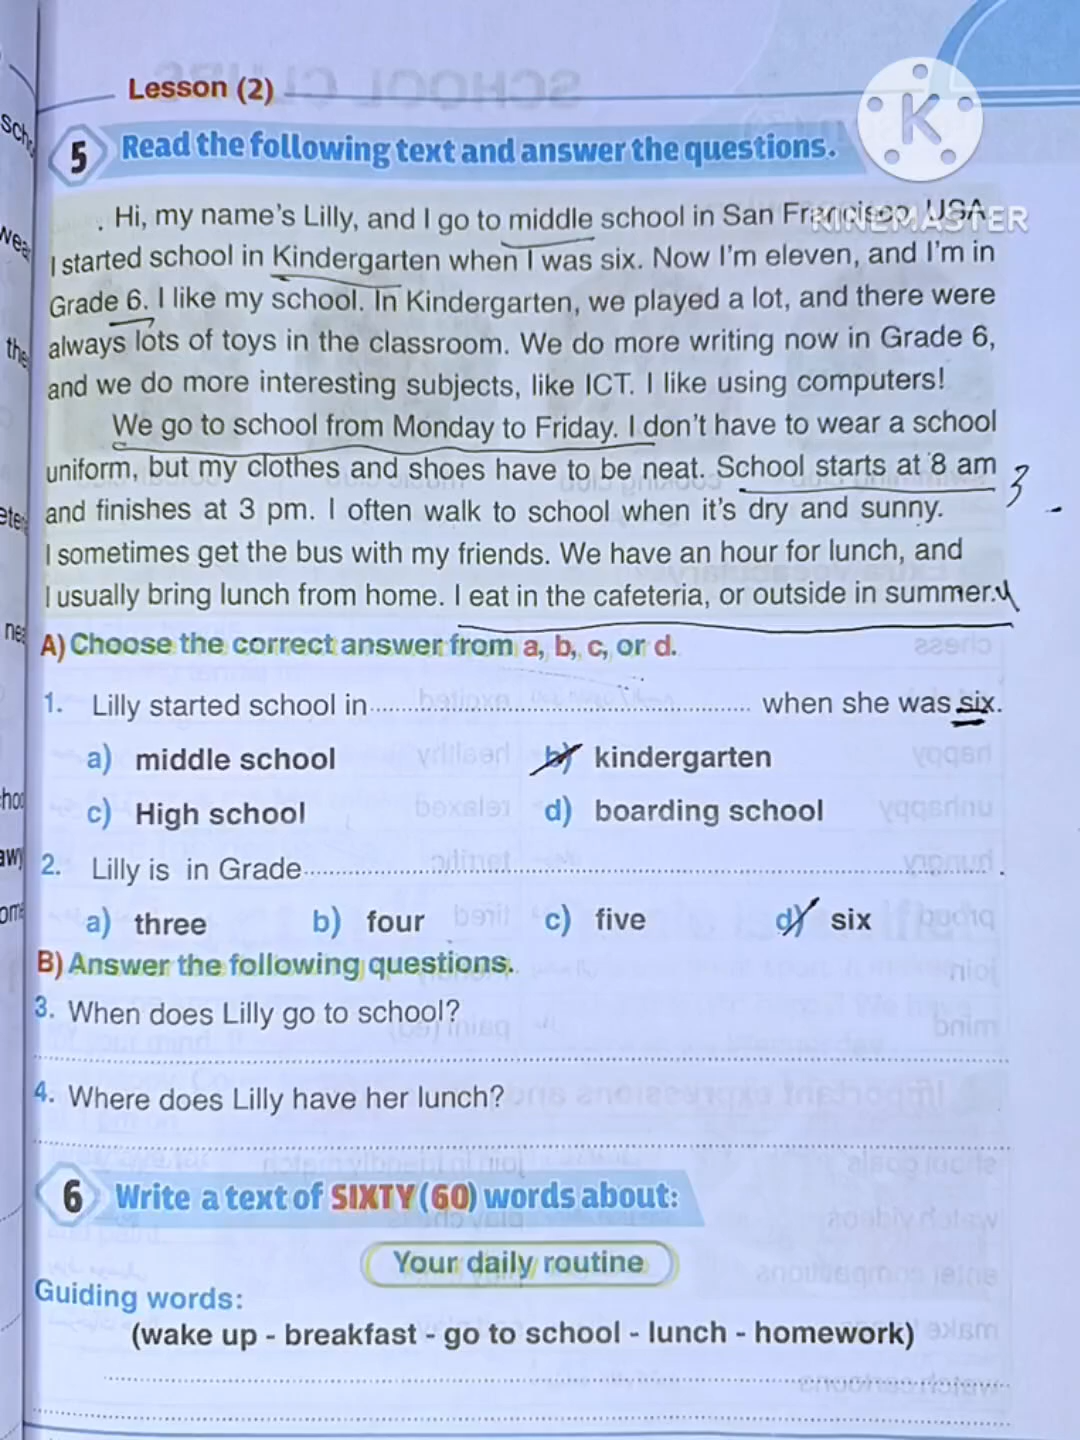 Lesson (2)
5 Read the following text and answer the questions.
K
KINEMASTER
Hi, my name's Lilly, and I go to middle school in San Francisco, USA.
I started school in Kindergarten when I was six. Now I'm eleven, and I'm in
Grade 6. I like my school. In Kindergarten, we played a lot, and there were
always lots of toys in the classroom. We do more writing now in Grade 6,
and we do more interesting subjects, like ICT. I like using computers!
We go to school from Monday to Friday. I don't have to wear a school
uniform, but my clothes and shoes have to be neat. School starts at 8 am 3
and finishes at 3 pm. I often walk to school when it's dry and sunny.
I sometimes get the bus with my friends. We have an hour for lunch, and
I usually bring lunch from home. I eat in the cafeteria, or outside in summer. 4
A) Choose the correct answer from a, b, c, or d.
1. Lilly started school in........................ when she was six.
a) middle school b) kindergarten
c) High school d) boarding school
2. Lilly is in Grade........................ .
a) three b) four c) five d) six
B) Answer the following questions.
3. When does Lilly go to school?
4. Where does Lilly have her lunch?
6 Write a text of SIXTY (60) words about:
Your daily routine
Guiding words:
(wake up - breakfast - go to school - lunch - homework)